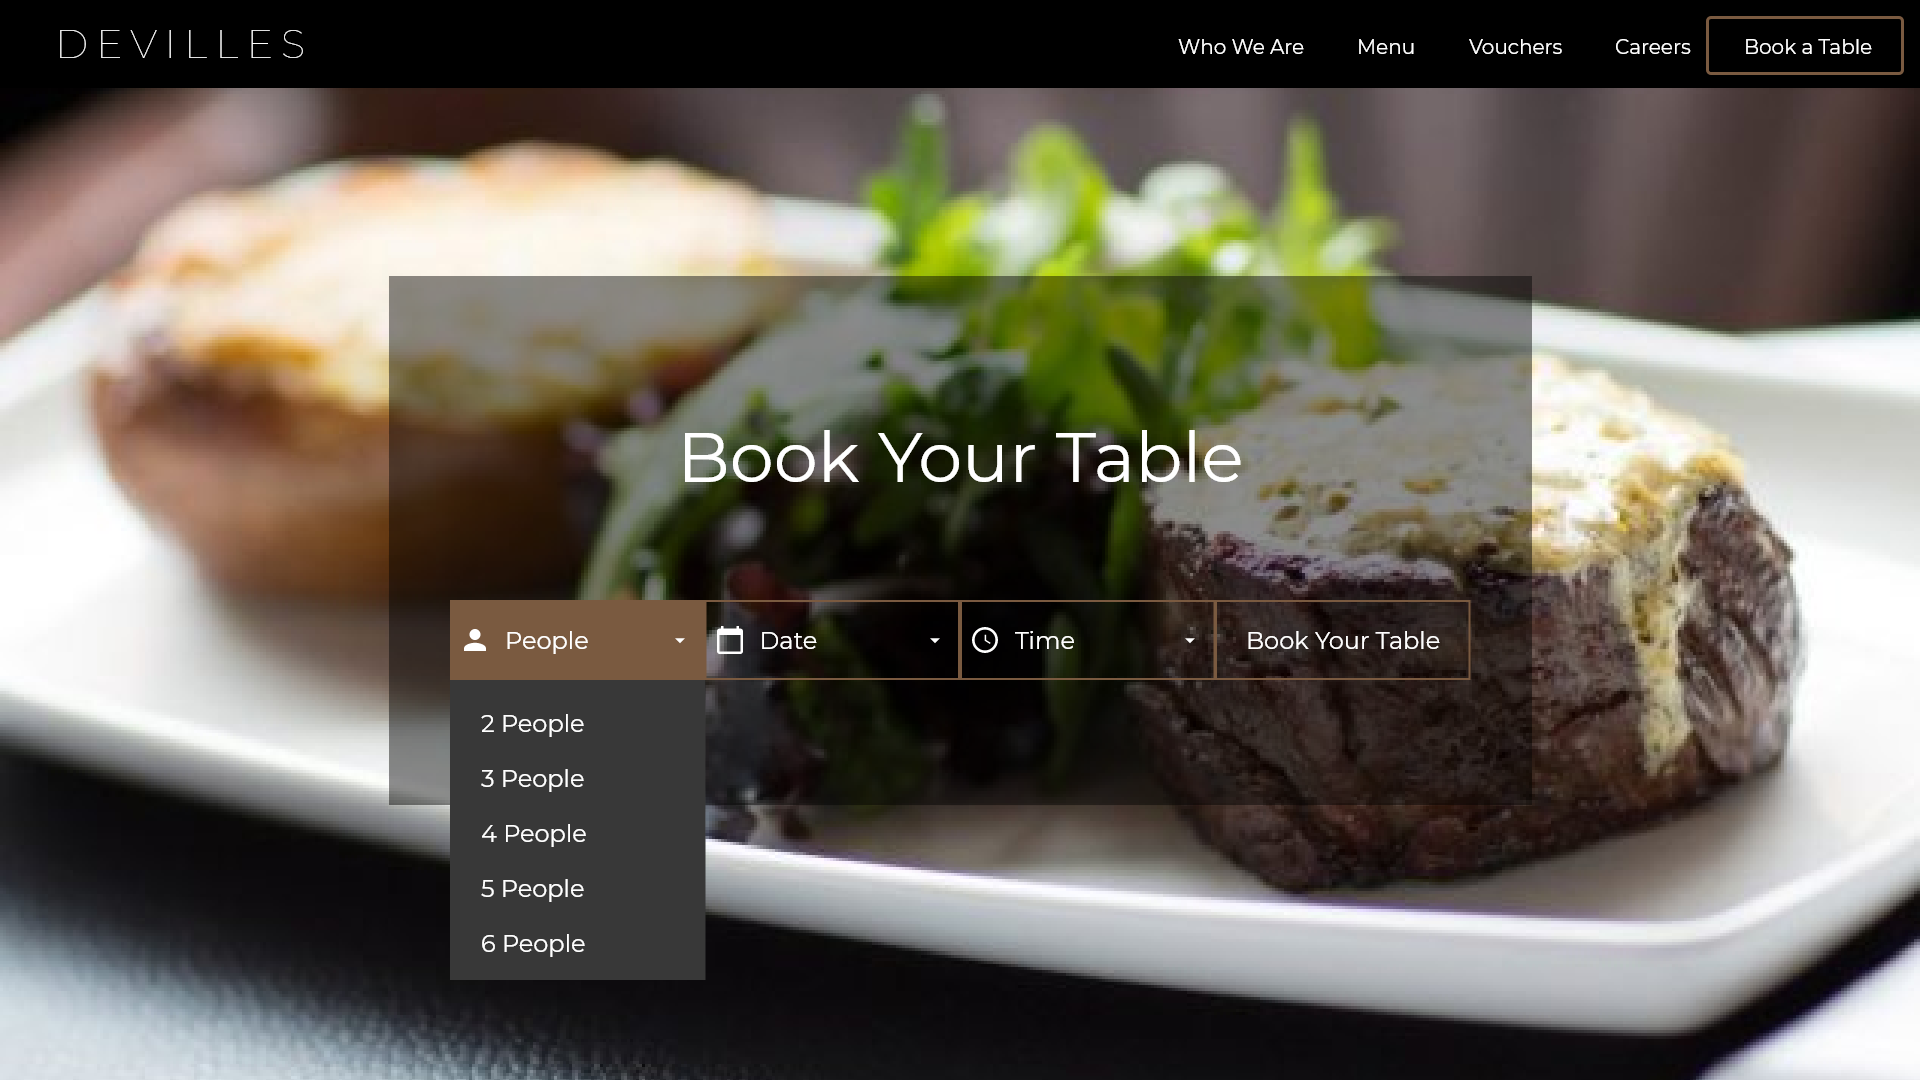 DEVILLES
Who We Are Menu Vouchers Careers Book a Table
Book Your Table
People Date Time Book Your Table
2 People
3 People
4 People
5 People
6 People